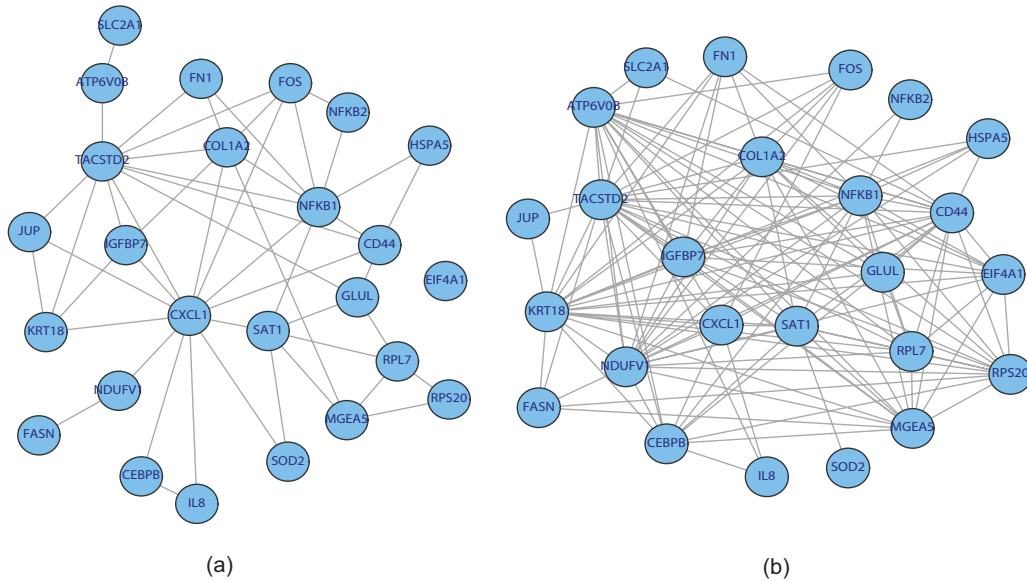 SLC2A1
ATP6V0B
FN1
FOS
NFKB2
HSPA5
COL1A2
TACSTD2
NFKB1
JUP
IGFBP7
CD44
EIF4A1
GLUL
CXCL1
KRT18
SAT1
RPL7
NDUFV1
RPS20
MGEA5
FASN
SOD2
CEBPB
IL8
(a)
FN1
SLC2A1
FOS
NFKB2
ATP6V0B
HSPA5
COL1A2
TACSTD2
NFKB1
CD44
JUP
IGFBP7
GLUL
EIF4A1
KRT18
CXCL1
SAT1
RPL7
NDUFV1
RPS20
FASN
MGEA5
CEBPB
SOD2
IL8
(b)